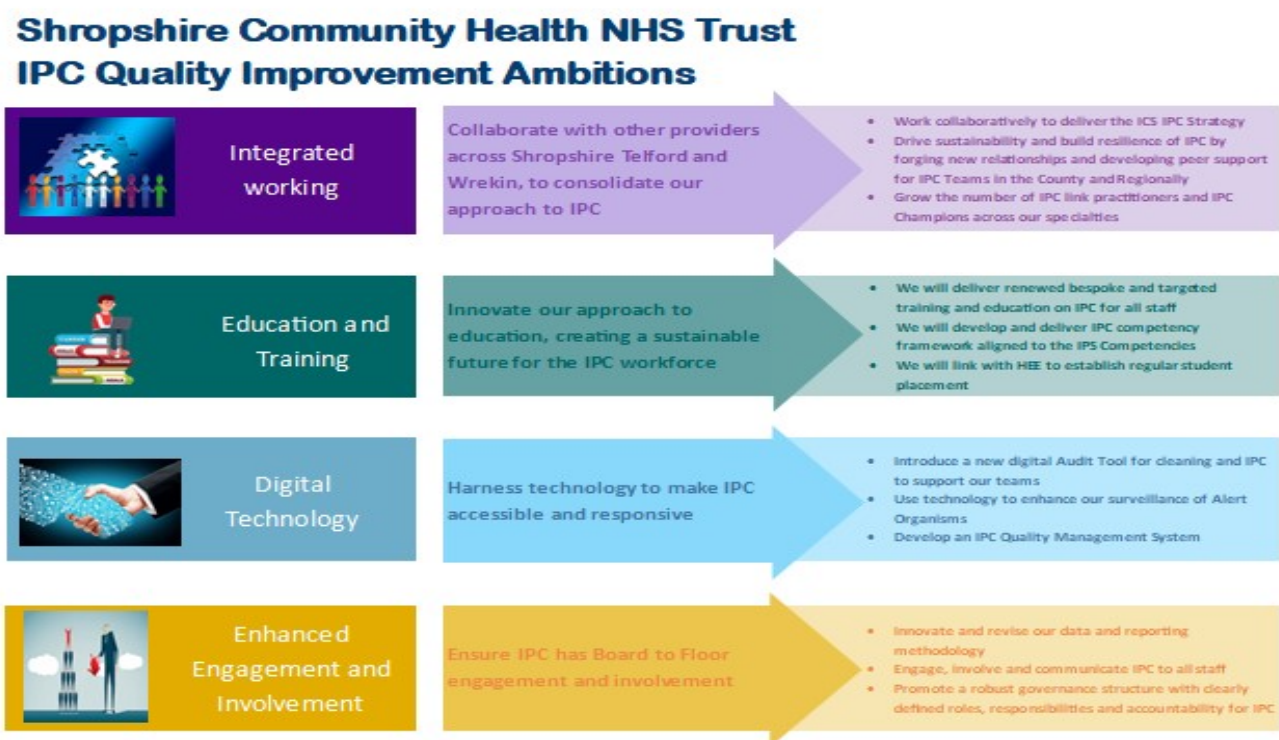 Shropshire Community Health NHS Trust
IPC Quality Improvement Ambitions
Integrated
working
Collaborate with other providers
across Shropshire Telford and
Wrekin, to consolidate our
approach to IPC
• Work collaboratively to deliver the ICS IPC Strategy
• Drive sustainability and build resilience of IPC by
forging new relationships and developing peer support
for IPC Teams in the County and Regionally
• Grow the number of IPC link practitioners and IPC
Champions across our specialties
Education and
Training
Innovate our approach to
education, creating a sustainable
future for the IPC workforce
• We will deliver renewed bespoke and targeted
training and education on IPC for all staff
• We will develop and deliver IPC competency
framework aligned to the IPS Competencies
• We will link with HEE to establish regular student
placement
Digital
Technology
Harness technology to make IPC
accessible and responsive
• Introduce a new digital Audit Tool for cleaning and IPC
to support our teams
• Use technology to enhance our surveillance of Alert
Organisms
• Develop an IPC Quality Management System
Enhanced
Engagement and
Involvement
Ensure IPC has Board to Floor
engagement and involvement
• Innovate and revise our data and reporting
methodology
• Engage, involve and communicate IPC to all staff
• Promote a robust governance structure with clearly
defined roles, responsibilities and accountability for IPC